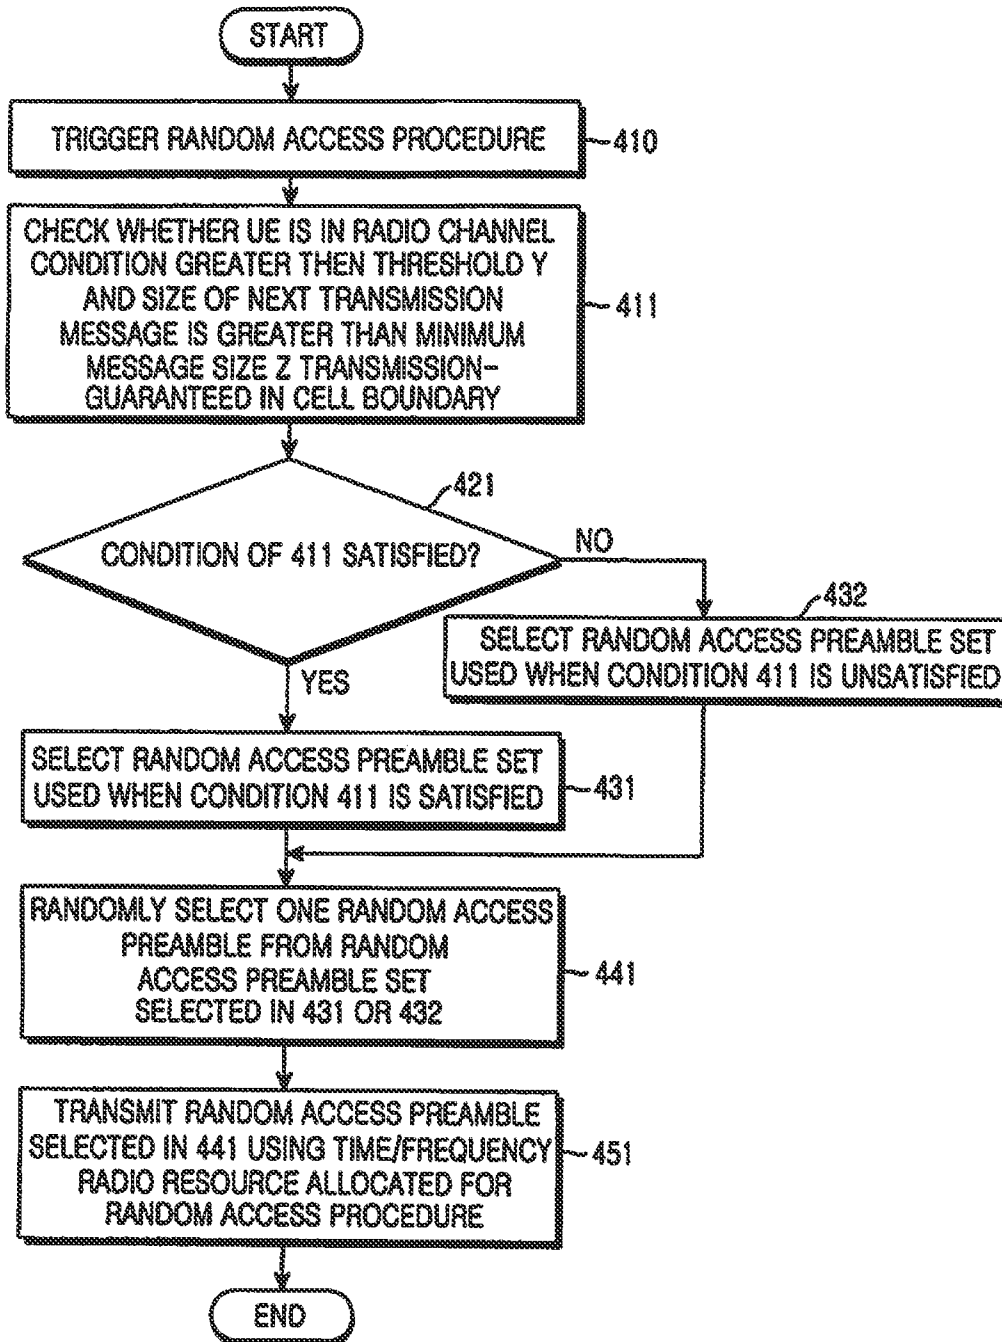 START
TRIGGER RANDOM ACCESS PROCEDURE
410
CHECK WHETHER UE IS IN RADIO CHANNEL
CONDITION GREATER THEN THRESHOLD Y
AND SIZE OF NEXT TRANSMISSION
MESSAGE IS GREATER THAN MINIMUM
MESSAGE SIZE Z TRANSMISSION-
GUARANTEED IN CELL BOUNDARY
411
421
CONDITION OF 411 SATISFIED?
NO
432
SELECT RANDOM ACCESS PREAMBLE SET
USED WHEN CONDITION 411 IS UNSATISFIED
YES
SELECT RANDOM ACCESS PREAMBLE SET
USED WHEN CONDITION 411 IS SATISFIED
431
RANDOMLY SELECT ONE RANDOM ACCESS
PREAMBLE FROM RANDOM
ACCESS PREAMBLE SET
SELECTED IN 431 OR 432
441
TRANSMIT RANDOM ACCESS PREAMBLE
SELECTED IN 441 USING TIME/FREQUENCY
RADIO RESOURCE ALLOCATED FOR
RANDOM ACCESS PROCEDURE
451
END